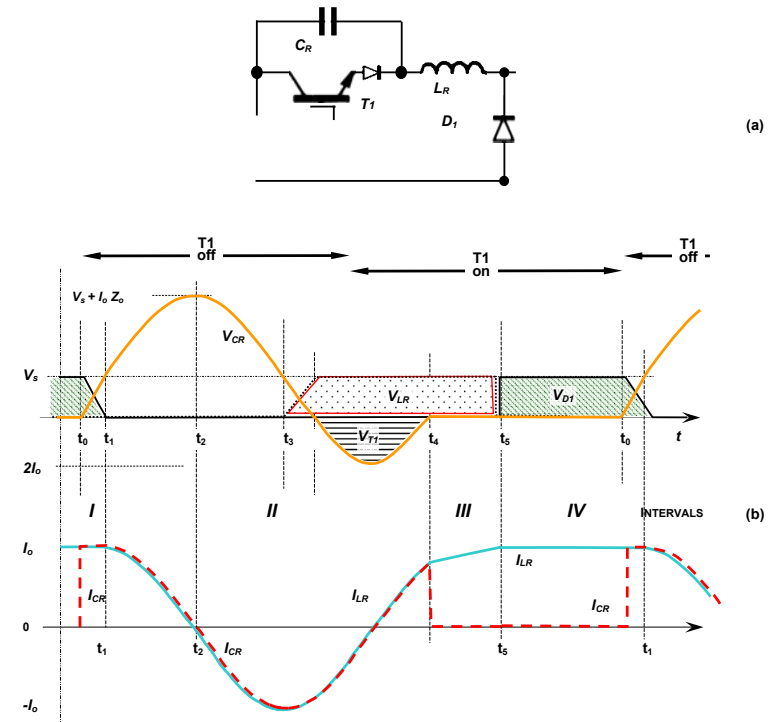 C_R
T_1
L_R
D_1
(a)
T1 off
T1 on
T1 off
V_s + I_o Z_o
V_CR
V_s
V_LR
V_D1
V_T1
t_0 t_1 t_2 t_3 t_4 t_5 t_0 t
2I_o
I II III IV INTERVALS (b)
I_o
I_CR
I_LR
I_LR
I_CR
0
t_1 t_2 I_CR t_5 t_1
-I_o